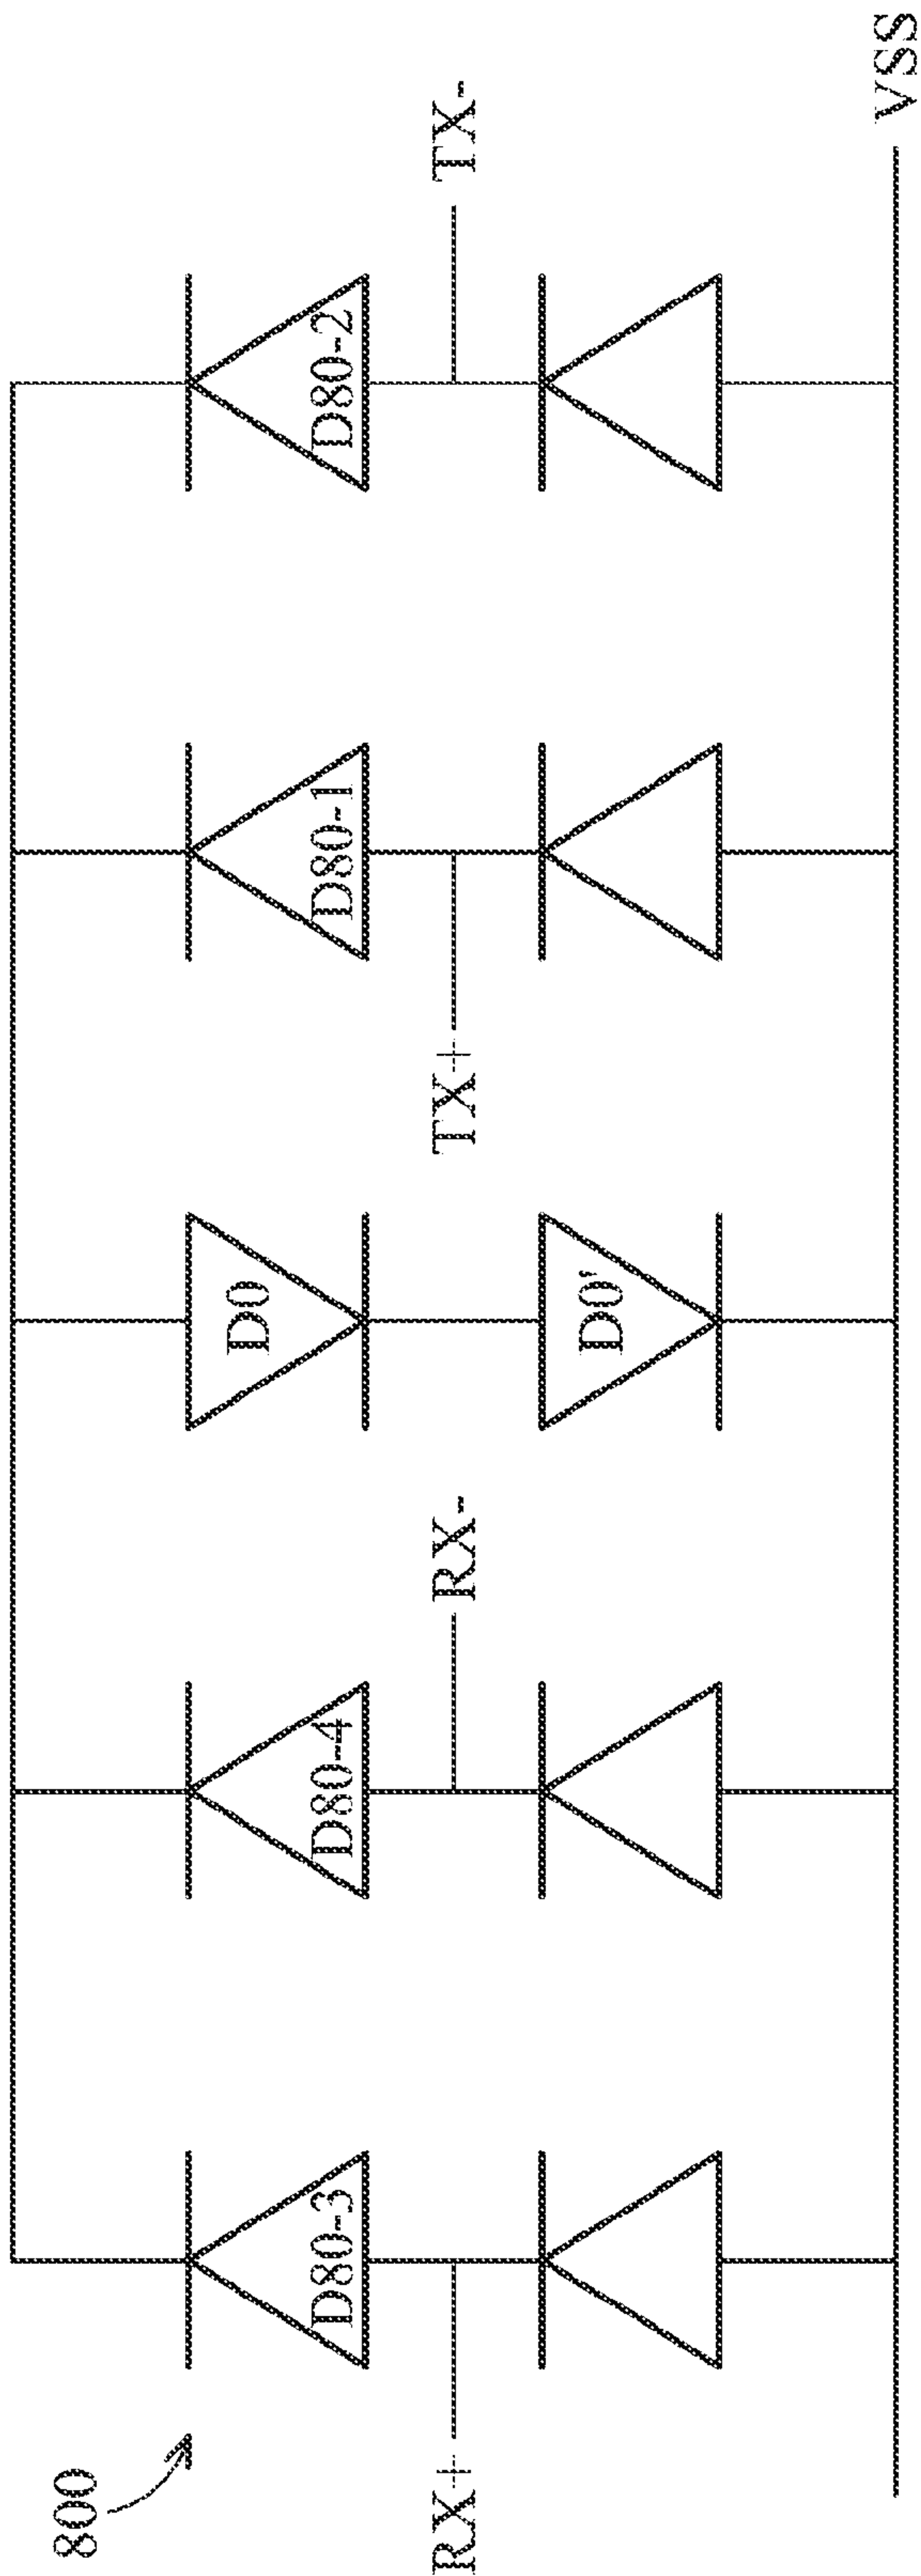 800
D80-3
D80-4
D0
D80-1
D80-2
RX+
RX-
TX+
TX-
D0'
VSS